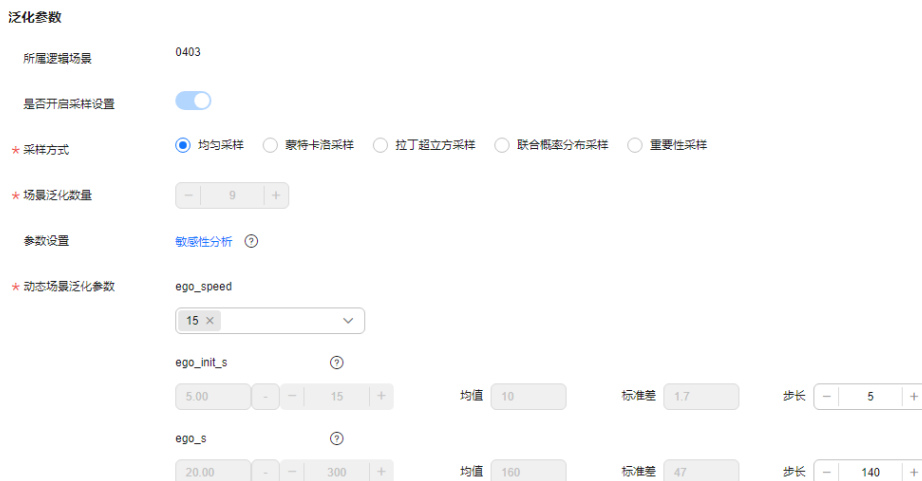 泛化参数
所属逻辑场景 0403
是否开启采样设置
* 采样方式 均匀采样 蒙特卡洛采样 拉丁超立方采样 联合概率分布采样 重要性采样
* 场景泛化数量 − 9 +
参数设置 敏感性分析 ?
* 动态场景泛化参数 ego_speed
15 ×
ego_init_s ?
5.00 - − 15 + 均值 10 标准差 1.7 步长 − 5 +
ego_s ?
20.00 - − 300 + 均值 160 标准差 47 步长 − 140 +